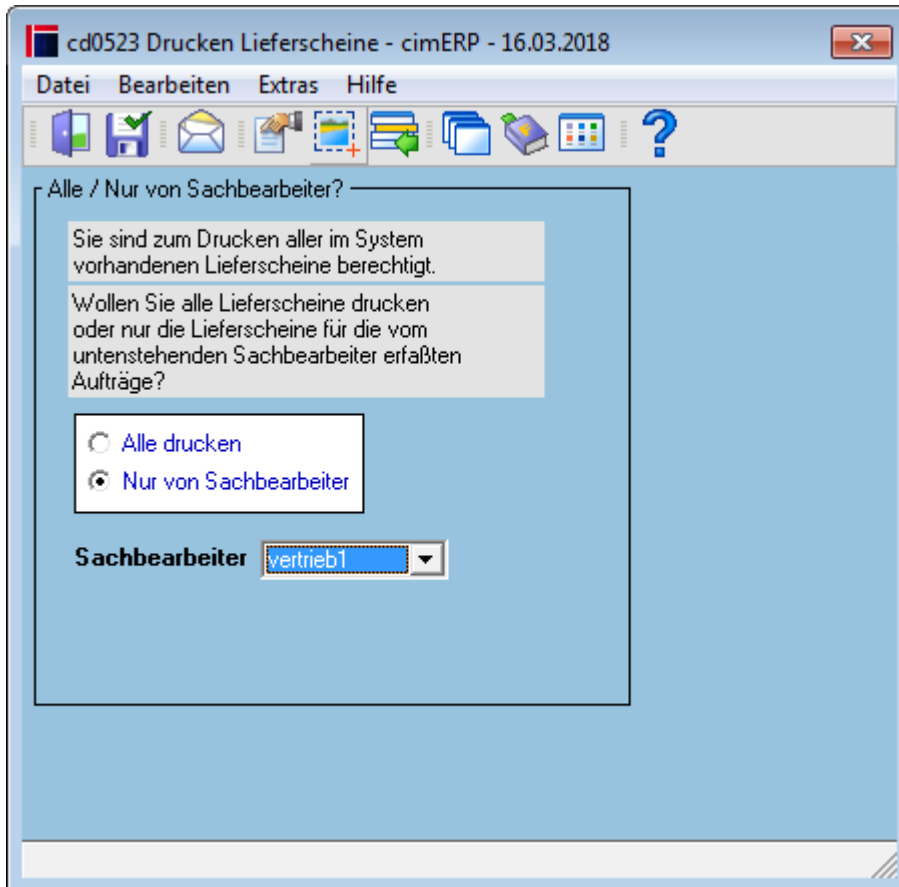 cd0523 Drucken Lieferscheine - cimERP - 16.03.2018
Datei Bearbeiten Extras Hilfe
Alle / Nur von Sachbearbeiter?
Sie sind zum Drucken aller im System
vorhandenen Lieferscheine berechtigt.
Wollen Sie alle Lieferscheine drucken
oder nur die Lieferscheine für die vom
untenstehenden Sachbearbeiter erfaßten
Aufträge?
Alle drucken
Nur von Sachbearbeiter
Sachbearbeiter vertrieb1